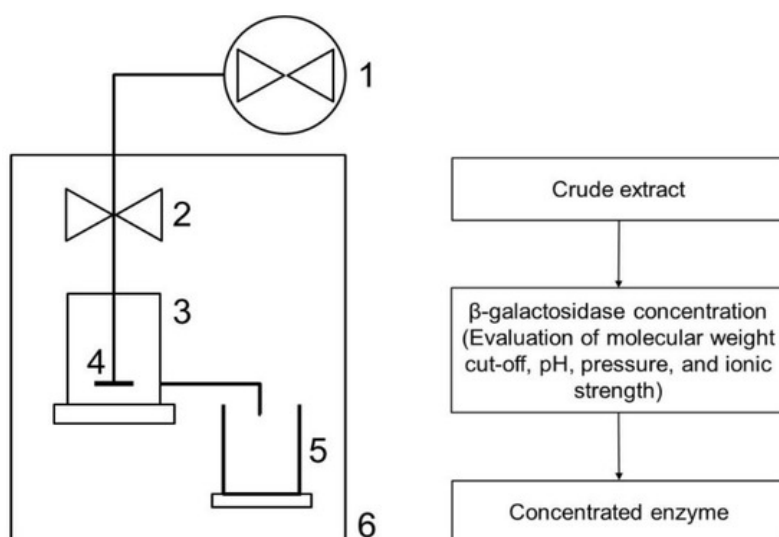 1
2
3
4
5
6
Crude extract
β-galactosidase concentration
(Evaluation of molecular weight
cut-off, pH, pressure, and ionic
strength)
Concentrated enzyme